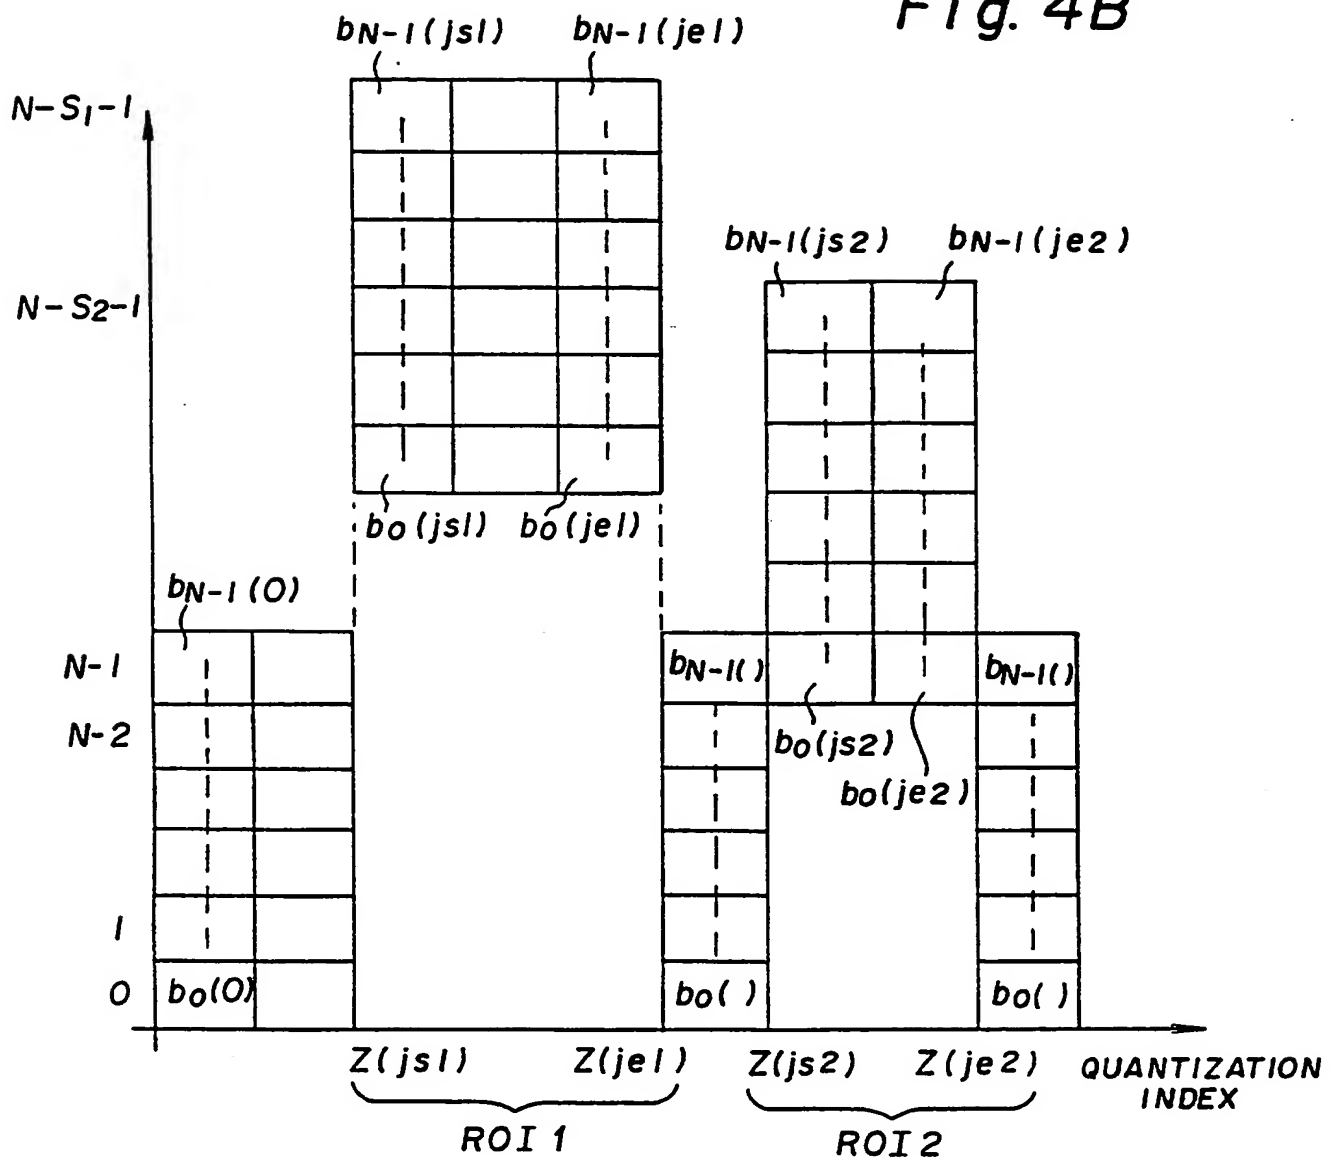 Fig. 4B
bN-1(js1) bN-1(je1)
N-S1-1
bN-1(js2) bN-1(je2)
N-S2-1
b0(js1) b0(je1)
bN-1(0)
N-1 bN-1() bN-1()
N-2
b0(js2)
b0(je2)
1
0 b0(0) b0( ) b0( )
Z(js1) Z(je1) Z(js2) Z(je2) QUANTIZATION
INDEX
ROI 1 ROI 2